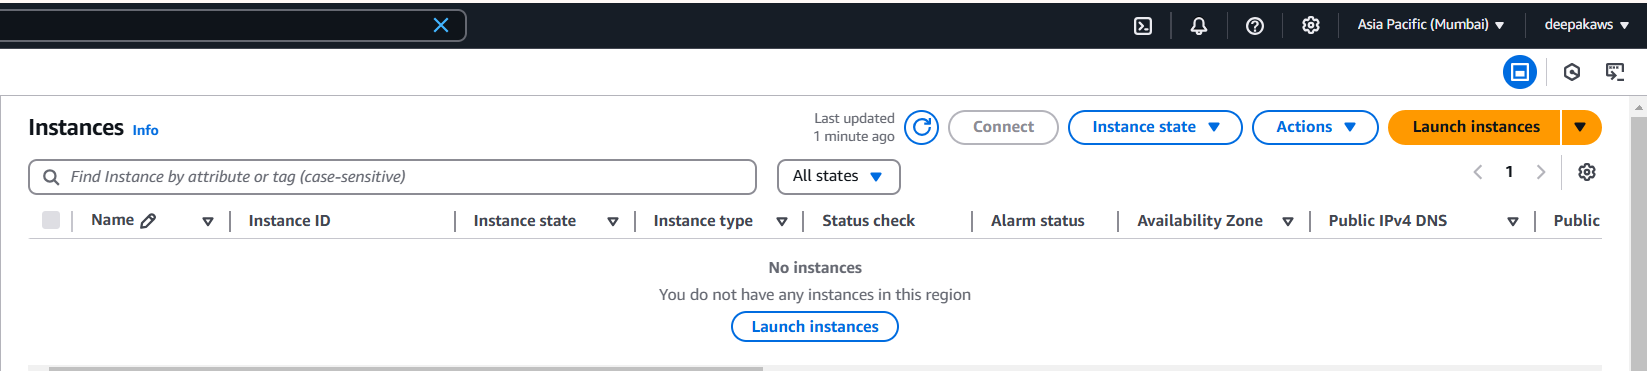 Asia Pacific (Mumbai) deepakaws
Instances Info
Last updated
1 minute ago
Connect Instance state Actions Launch instances
Find Instance by attribute or tag (case-sensitive) All states 1
Name Instance ID Instance state Instance type Status check Alarm status Availability Zone Public IPv4 DNS Public
No instances
You do not have any instances in this region
Launch instances